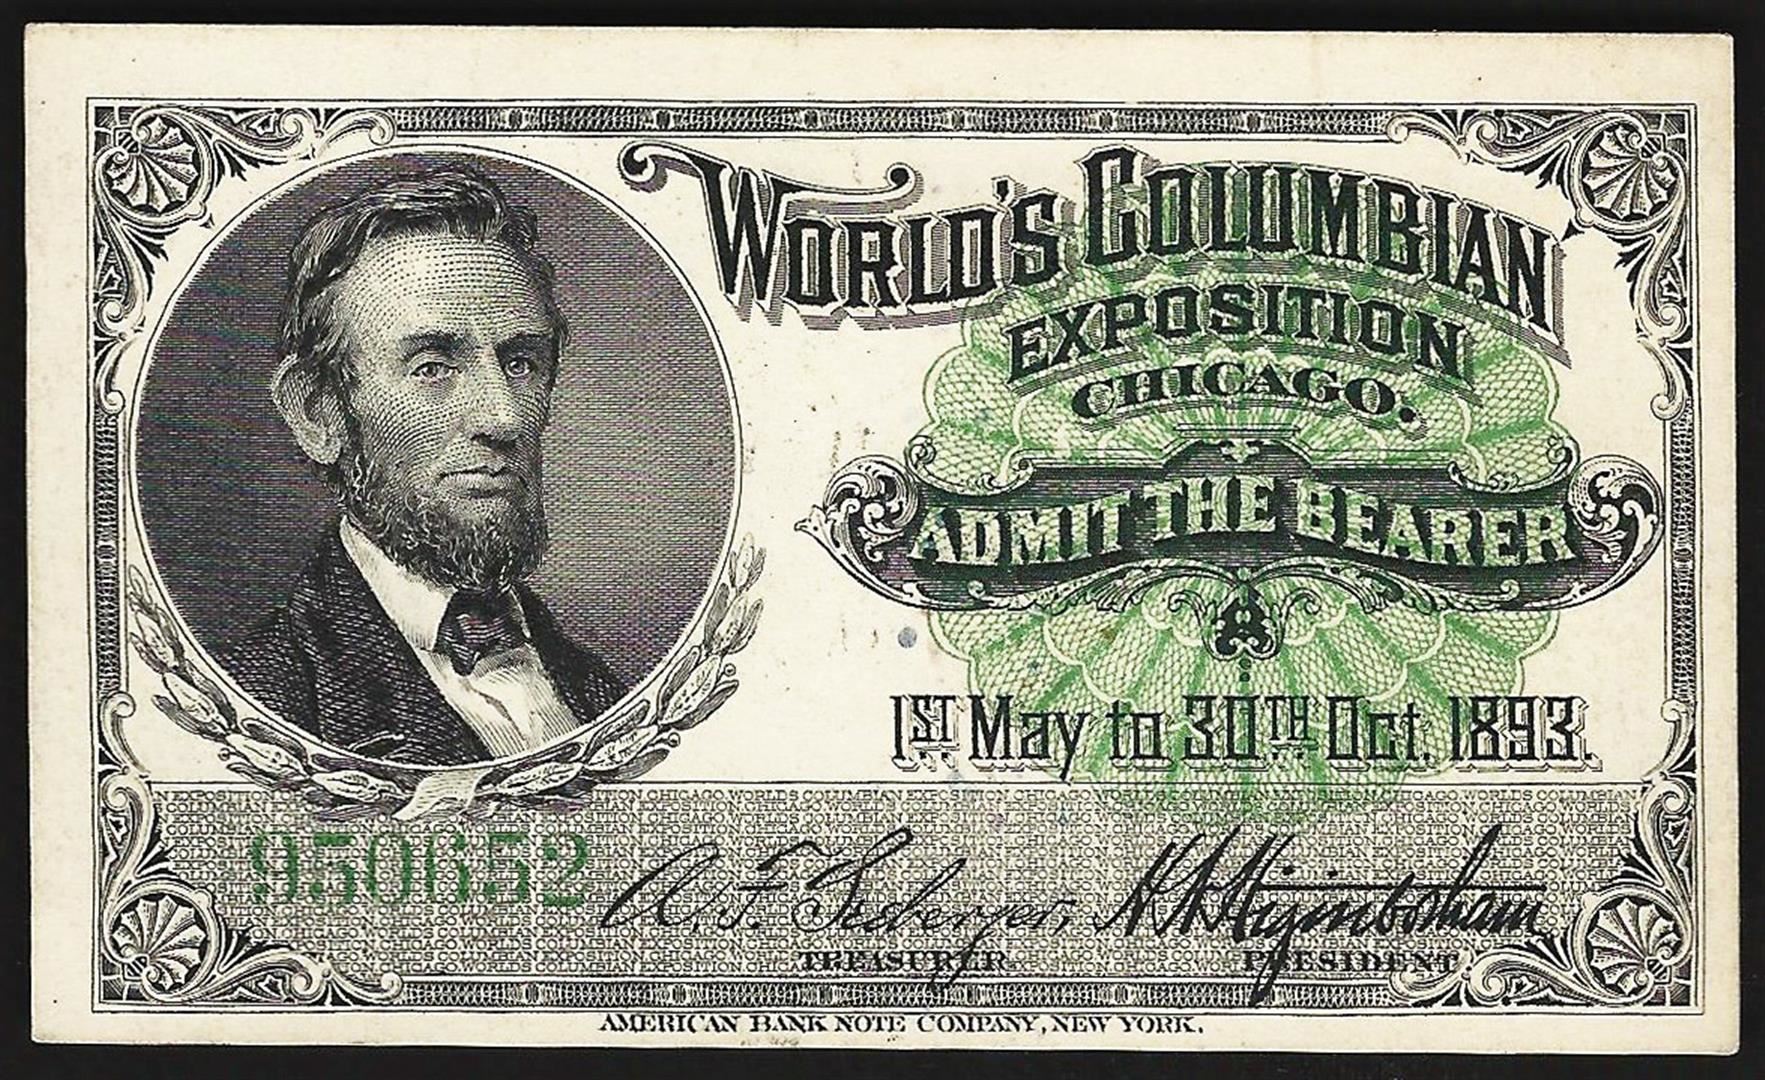 WORLD'S COLUMBIAN
EXPOSITION
CHICAGO.
ADMIT THE BEARER
1ST. May to 30TH Oct. 1893.
950652
A. F. Seeberger,
H N Higinbotham
TREASURER
PRESIDENT
AMERICAN BANK NOTE COMPANY, NEW YORK.